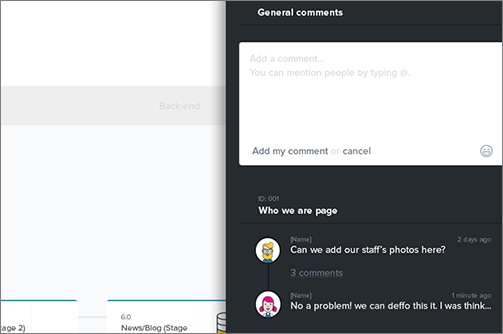 General comments
Add a comment...
You can mention people by typing @.
Back-end
Add my comment or cancel
ID: 001
Who we are page
[Name]
2 days ago
Can we add our staff's photos here?
3 comments
[Name]
1 minute ago
No a problem! we can deffo this it. I was think...
tage 2)
6.0
News/Blog (Stage